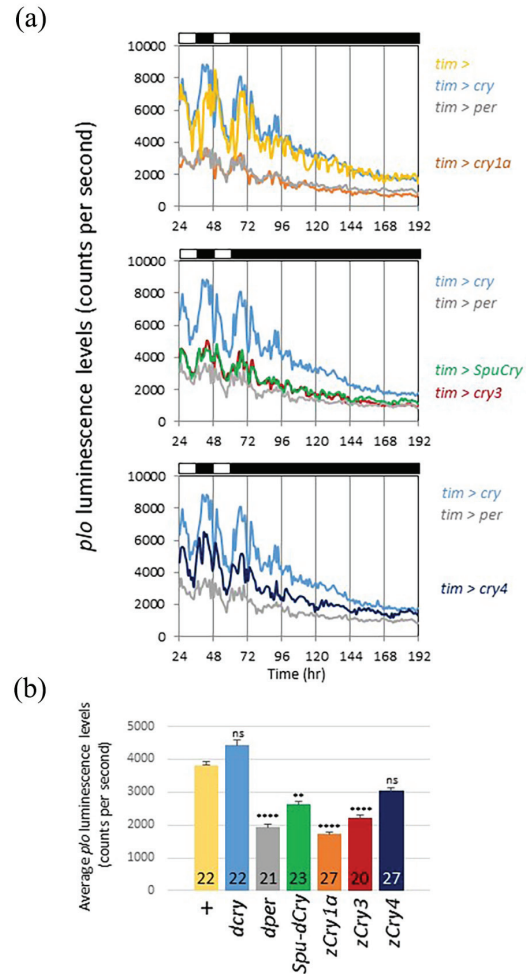 (a)
plo luminescence levels (counts per second)
10000
8000
6000
4000
2000
0
24 48 72 96 120 144 168 192
tim >
tim > cry
tim > per
tim > cry1a
10000
8000
6000
4000
2000
0
24 48 72 96 120 144 168 192
tim > cry
tim > per
tim > SpuCry
tim > cry3
10000
8000
6000
4000
2000
0
24 48 72 96 120 144 168 192
Time (hr)
tim > cry
tim > per
tim > cry4
(b)
Average plo luminescence levels
(counts per second)
5000
4000
3000
2000
1000
0
ns
••••
••
••••
••••
ns
22 22 21 23 27 20 27
+ dcry dper Spu-dCry zCry1a zCry3 zCry4